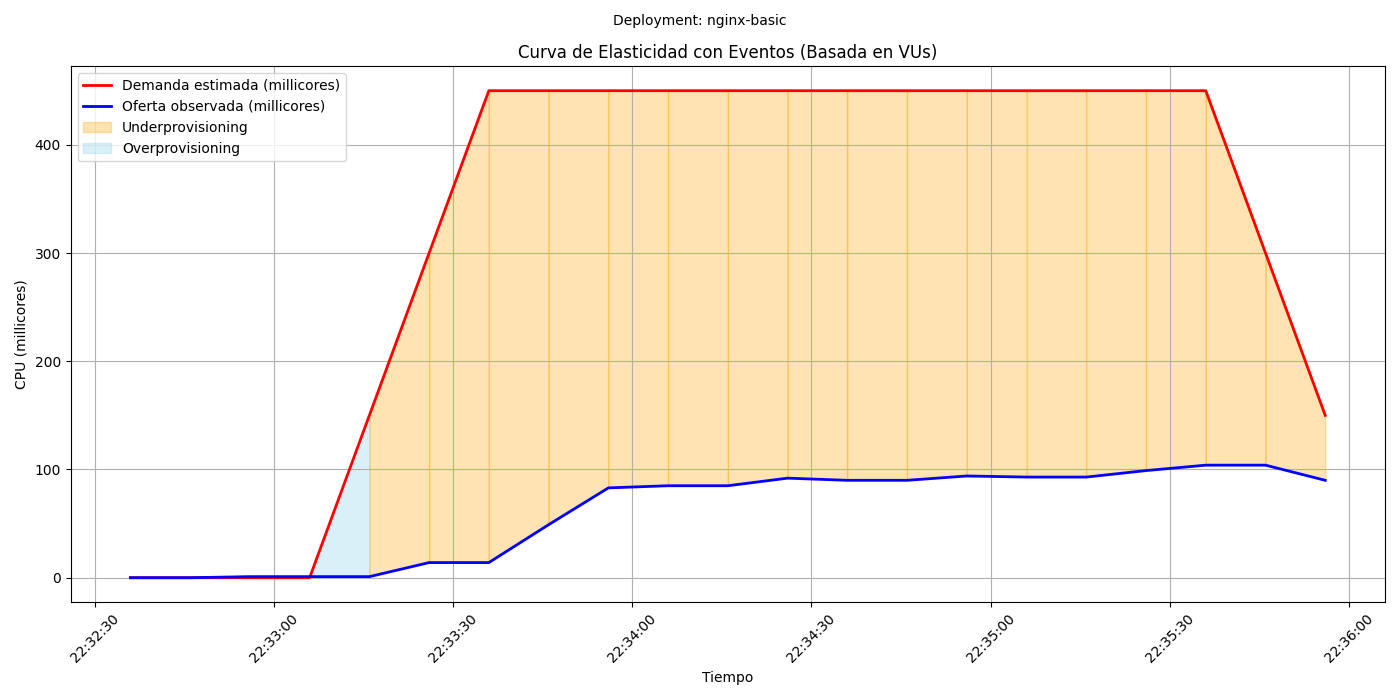 Deployment: nginx-basic
Curva de Elasticidad con Eventos (Basada en VUs)
Demanda estimada (millicores)
Oferta observada (millicores)
Underprovisioning
Overprovisioning
CPU (millicores)
400
300
200
100
0
22:32:30
22:33:00
22:33:30
22:34:00
22:34:30
22:35:00
22:35:30
22:36:00
Tiempo